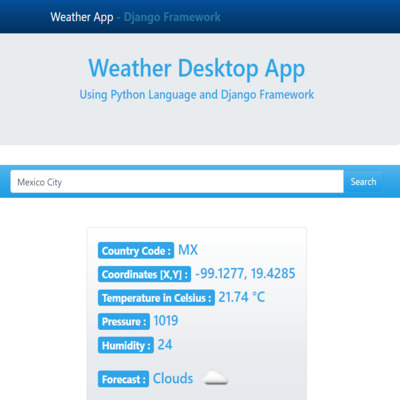 Weather App - Django Framework
Weather Desktop App
Using Python Language and Django Framework
Mexico City
Search
Country Code : MX
Coordinates [X,Y] : -99.1277, 19.4285
Temperature in Celsius : 21.74 °C
Pressure : 1019
Humidity : 24
Forecast : Clouds